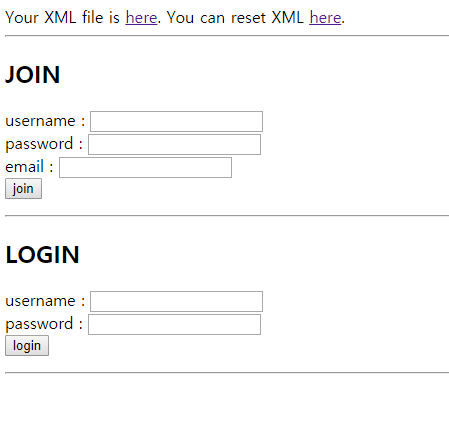 Your XML file is here. You can reset XML here.
JOIN
username :
password :
email :
join
LOGIN
username :
password :
login